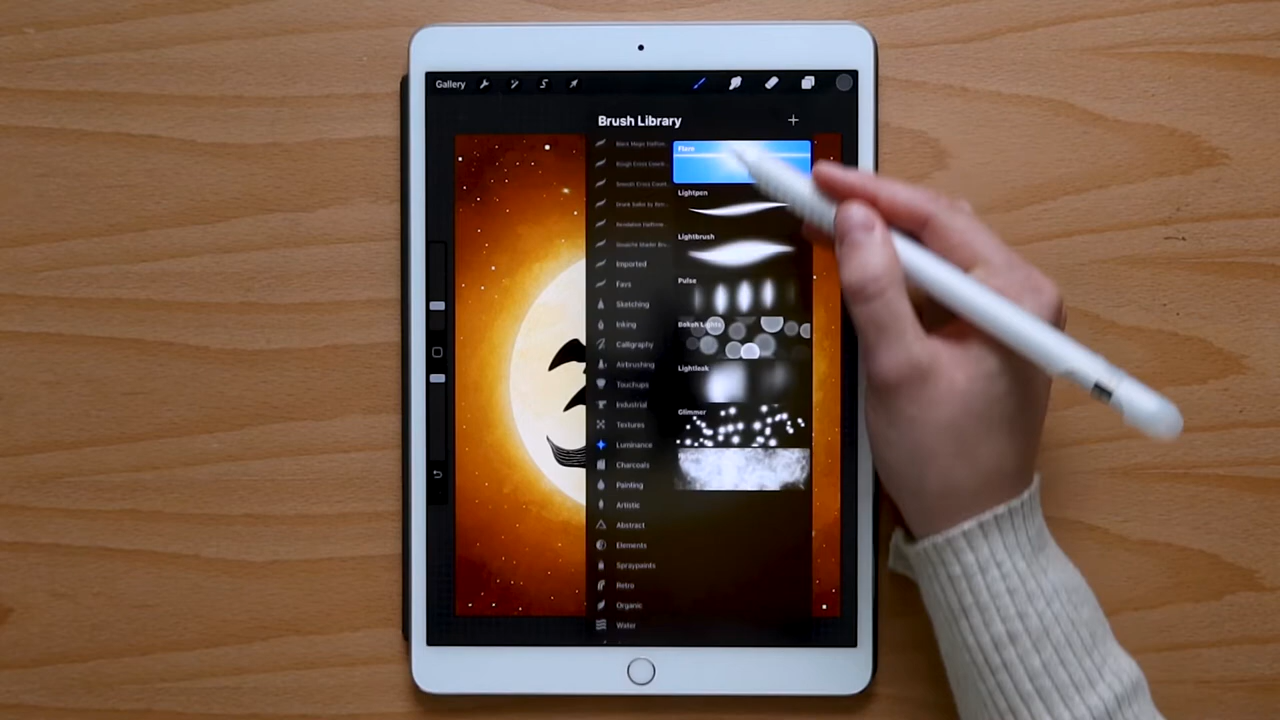 Gallery
Brush Library
Flare
Lightpen
Lightbrush
Pulse
Bokeh Lights
Lightleak
Glimmer
Imported
Favs
Sketching
Inking
Calligraphy
Airbrushing
Touchups
Industrial
Textures
Luminance
Charcoals
Painting
Artistic
Abstract
Elements
Spraypaints
Retro
Organic
Water